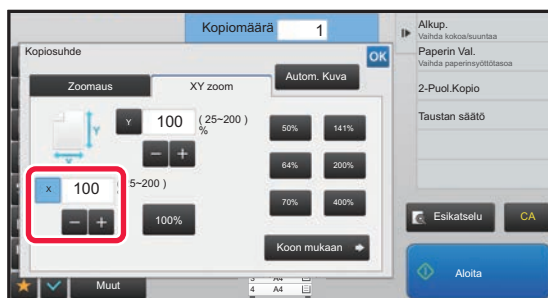 Kopiomäärä 1
Kopiosuhde
OK
Zoomaus
XY zoom
Autom. Kuva
Y
Y 100 (25~200)
%
X
X 100 5~200)
100%
50% 141%
64% 200%
70% 400%
Koon mukaan
Muut
4 A4
Alkup.
Vaihda kokoa/suuntaa
Paperin Val.
Vaihda paperinsyöttötasoa
2-Puol.Kopio
Taustan säätö
Esikatselu
CA
Aloita